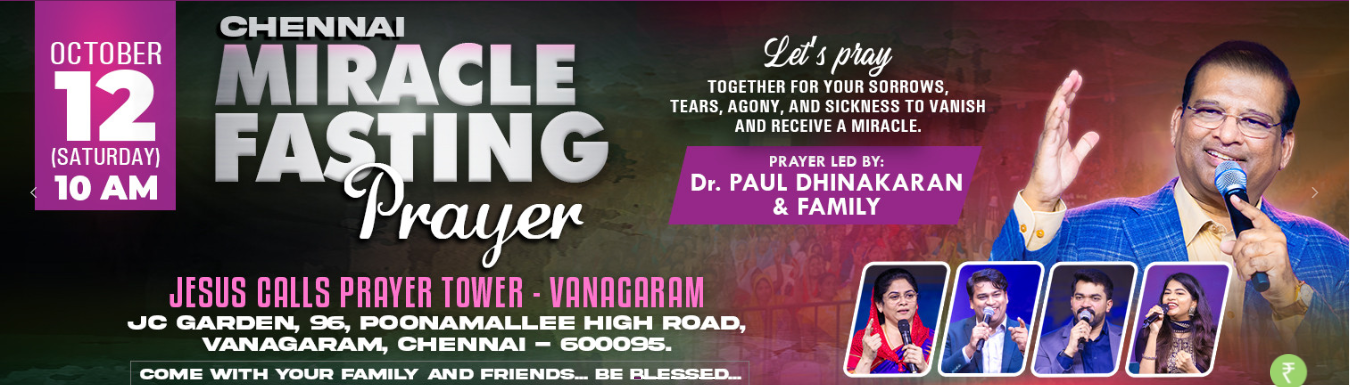 OCTOBER
12
(SATURDAY)
10 AM
CHENNAI
MIRACLE
FASTING
Prayer
JESUS CALLS PRAYER TOWER - VANAGARAM
JC GARDEN, 96, POONAMALLEE HIGH ROAD,
VANAGARAM, CHENNAI – 600095.
COME WITH YOUR FAMILY AND FRIENDS... BE BLESSED...
Let's pray
TOGETHER FOR YOUR SORROWS,
TEARS, AGONY, AND SICKNESS TO VANISH
AND RECEIVE A MIRACLE.
PRAYER LED BY:
Dr. PAUL DHINAKARAN
& FAMILY
₹